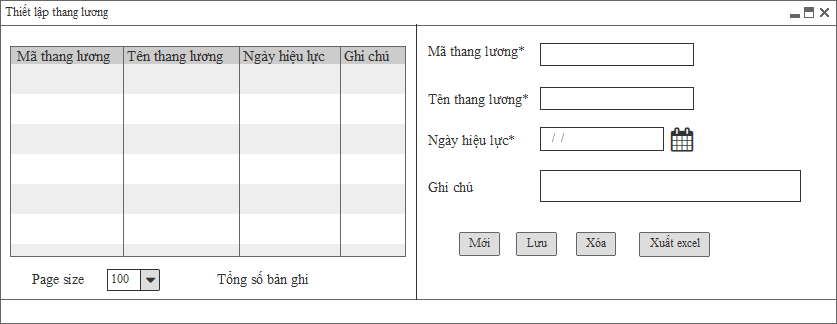 Thiết lập thang lương
Mã thang lương Tên thang lương Ngày hiệu lực Ghi chú
Page size 100 Tổng số bản ghi
Mã thang lương*
Tên thang lương*
Ngày hiệu lực* / /
Ghi chú
Mới Lưu Xóa Xuất excel